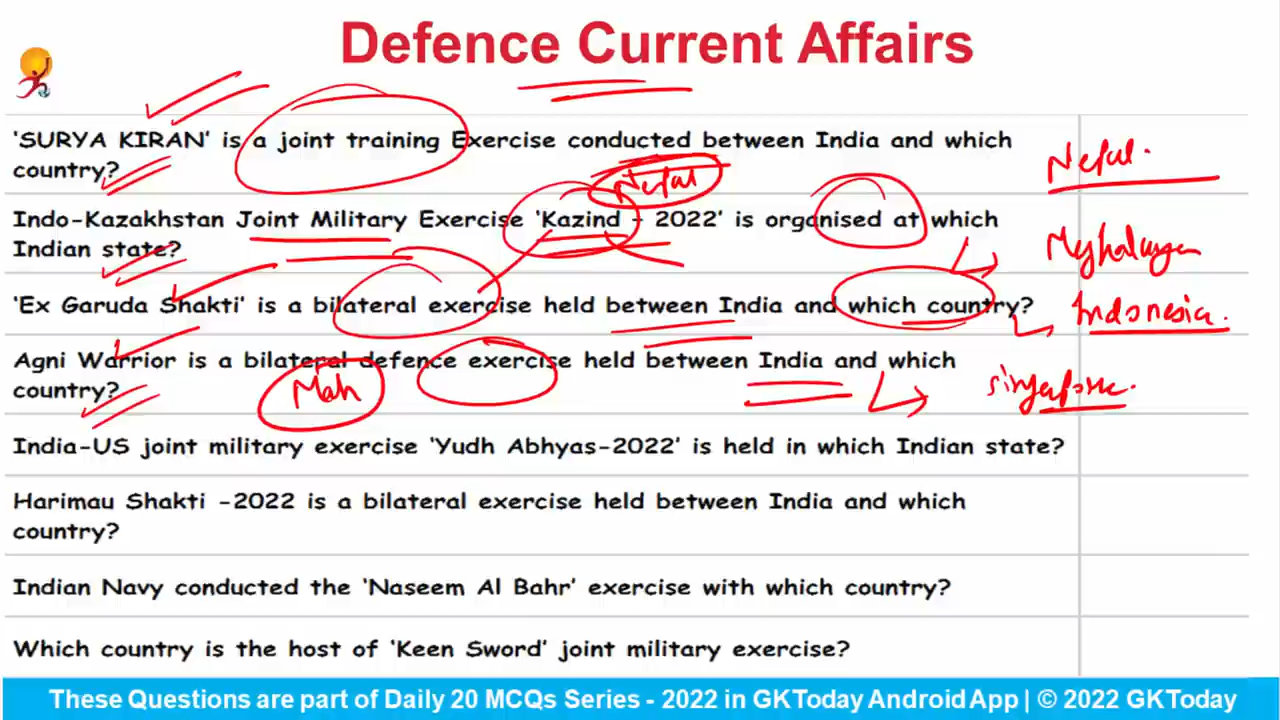 Defence Current Affairs
'SURYA KIRAN' is a joint training Exercise conducted between India and which
country?
Nepal.
Nepal
Indo-Kazakhstan Joint Military Exercise 'Kazind - 2022' is organised at which
Indian state?
Meghalaya
'Ex Garuda Shakti' is a bilateral exercise held between India and which country?
Indonesia.
Agni Warrior is a bilateral defence exercise held between India and which
country?
Mah
Singapore.
India-US joint military exercise 'Yudh Abhyas-2022' is held in which Indian state?
Harimau Shakti -2022 is a bilateral exercise held between India and which
country?
Indian Navy conducted the 'Naseem Al Bahr' exercise with which country?
Which country is the host of 'Keen Sword' joint military exercise?
These Questions are part of Daily 20 MCQs Series - 2022 in GKToday Android App | © 2022 GKToday